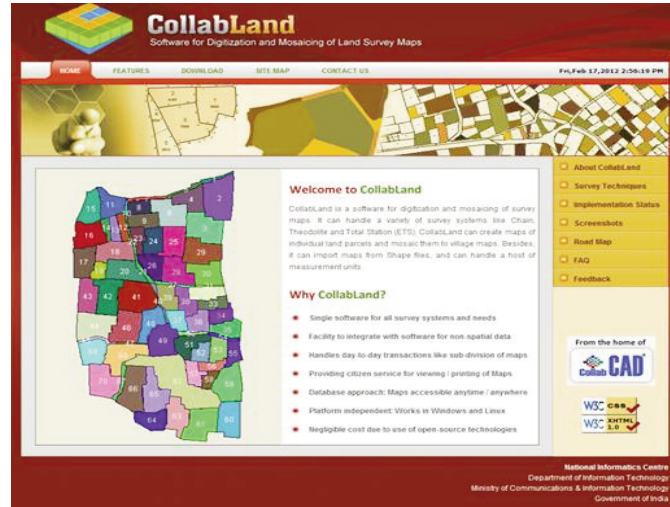 CollabLand
Software for Digitization and Mosaicing of Land Survey Maps
HOME FEATURES DOWNLOAD SITE MAP CONTACT US Fri,Feb 17,2012 2:56:19 PM
Welcome to CollabLand
CollabLand is a software for digitization and mosaicing of survey
maps. It can handle a variety of survey systems like Chain,
Theodolite and Total Station (ETS). CollabLand can create maps of
individual land parcels and mosaic them to village maps. Besides,
it can import maps from Shape files, and can handle a host of
measurement units
Why CollabLand?
Single software for all survey systems and needs
Facility to integrate with software for non spatial data
Handles day-to-day transactions like sub division of maps
Providing citizen service for viewing / printing of Maps
Database approach: Maps accessible anytime / anywhere
Platform independent: Works in Windows and Linux
Negligible cost due to use of open-source technologies
About CollabLand
Survey Techniques
Implementation Status
Screenshots
Road Map
FAQ
Feedback
From the home of
Collab CAD
W3C CSS
W3C XHTML 1.0
National Informatics Centre
Department of Information Technology
Ministry of Communications & Information Technology
Government of India